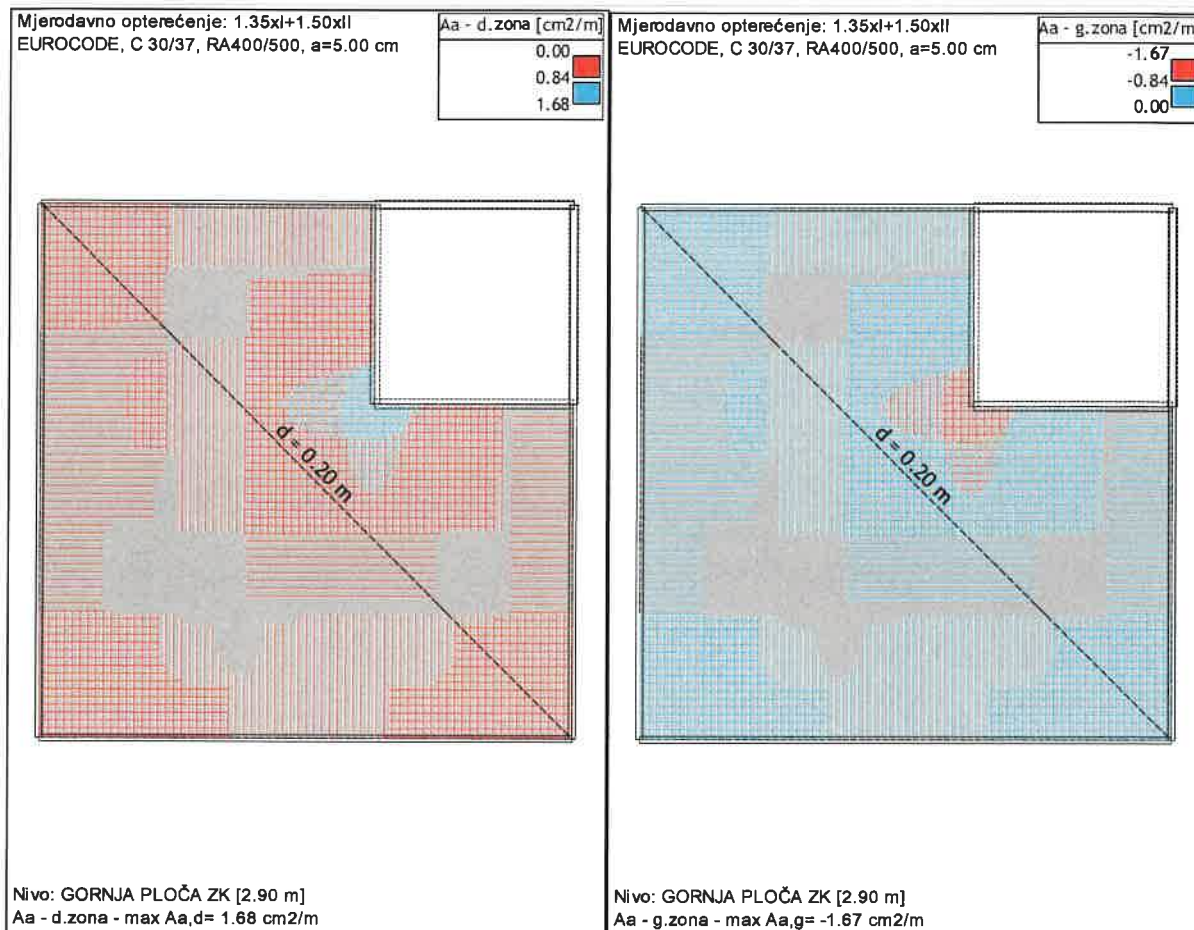 Mjerodavno opterećenje: 1.35xI+1.50xII
EUROCODE, C 30/37, RA400/500, a=5.00 cm
Aa - d.zona [cm2/m]
0.00
0.84
1.68
d = 0.20 m
Nivo: GORNJA PLOČA ZK [2.90 m]
Aa - d.zona - max Aa,d= 1.68 cm2/m
Mjerodavno opterećenje: 1.35xI+1.50xII
EUROCODE, C 30/37, RA400/500, a=5.00 cm
Aa - g.zona [cm2/m
-1.67
-0.84
0.00
d = 0.20 m
Nivo: GORNJA PLOČA ZK [2.90 m]
Aa - g.zona - max Aa,g= -1.67 cm2/m